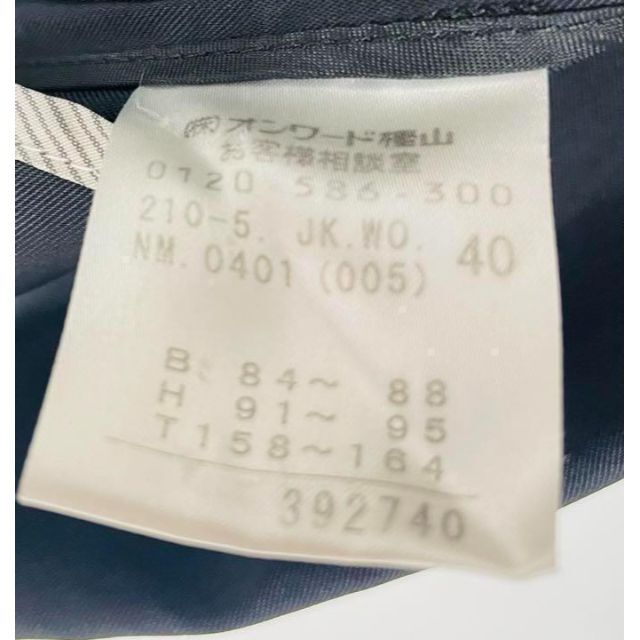 ㈱オンワード樫山
お客様相談室
0120-586-300
210-5. JK.WO. 40
NM.0401(005)
B 84〜 88
H 91〜 95
T158〜164
392740